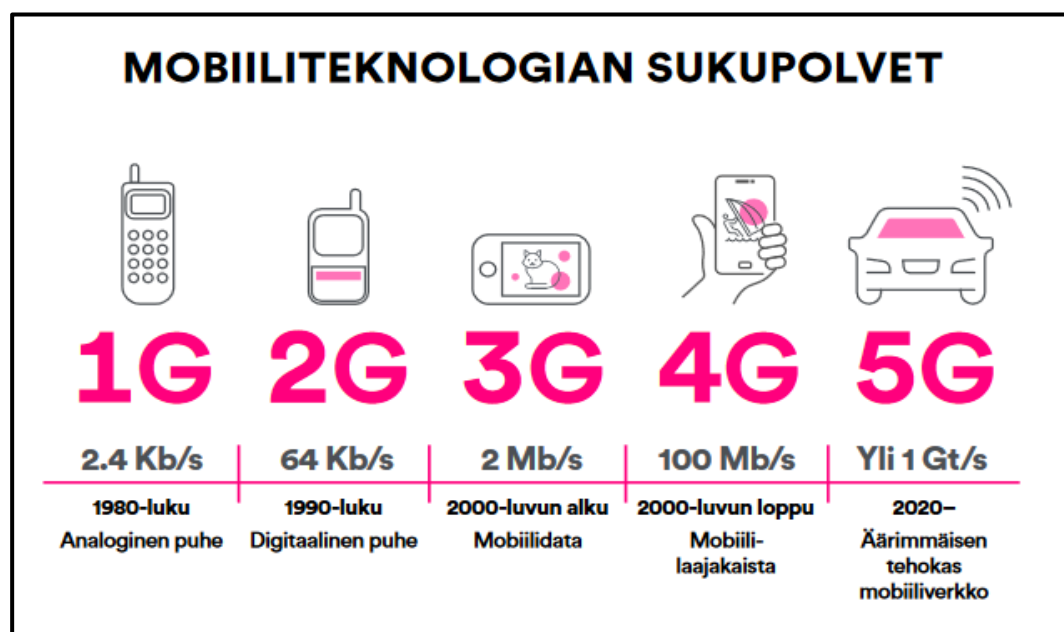 MOBIILITEKNOLOGIAN SUKUPOLVET
1G 2G 3G 4G 5G
2.4 Kb/s 64 Kb/s 2 Mb/s 100 Mb/s Yli 1 Gt/s
1980-luku 1990-luku 2000-luvun alku 2000-luvun loppu 2020–
Analoginen puhe Digitaalinen puhe Mobiilidata Mobiili- Äärimmäisen
laajakaista tehokas
mobiiliverkko